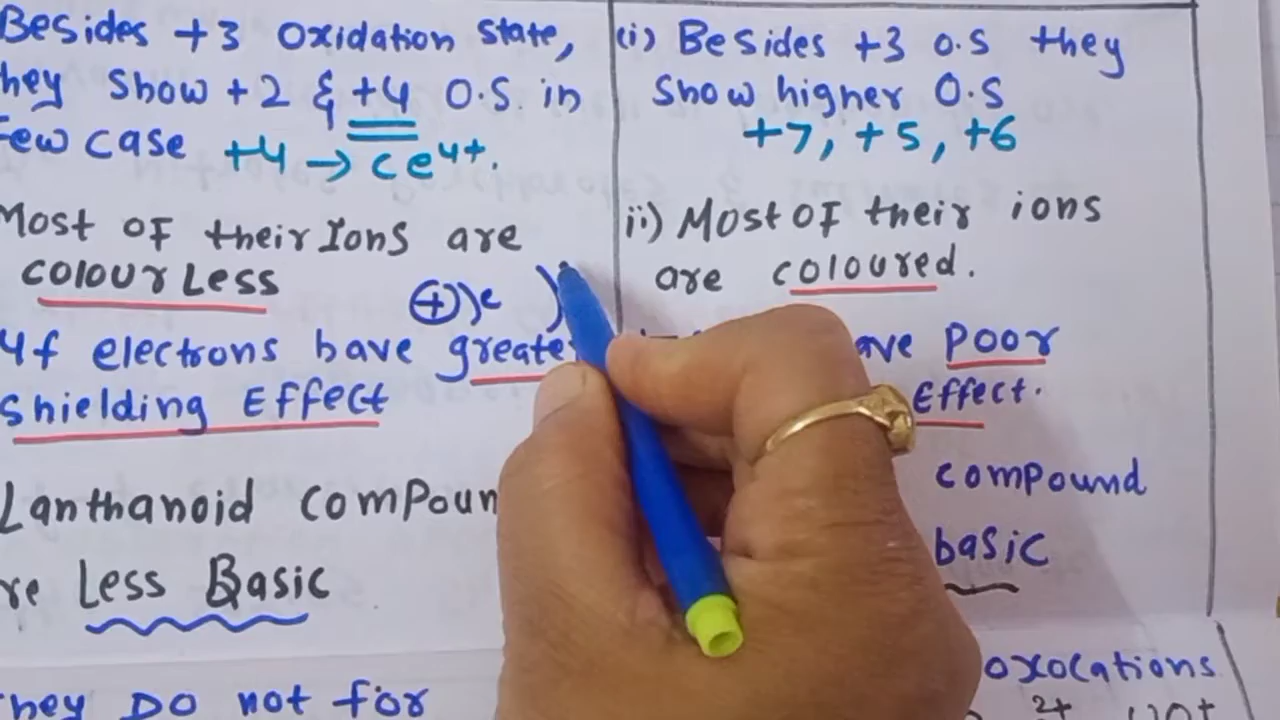 Besides +3 Oxidation state,
hey show +2 & +4 O.S. in
Few case +4 → Ce⁴⁺.
Most of their Ions are
colourLess
⊕ ) e
4f electrons have greate
shielding Effect
Lanthanoid compoun
re Less Basic
hey Do not for
(i) Besides +3 O.S they
show higher O.S
+7, +5, +6
ii) Most of their ions
are coloured.
ave Poor
Effect.
compound
basic
oxocations
2+